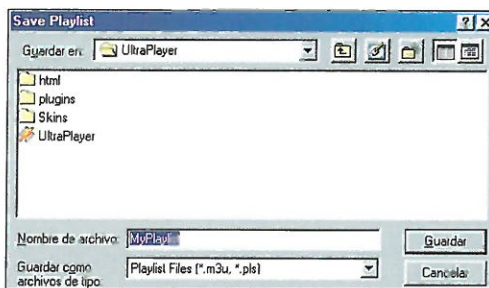 Save Playlist
Guardar en: UltraPlayer
html
plugins
Skins
UltraPlayer
Nombre de archivo: MyPlaylist
Guardar
Guardar como archivos de tipo: Playlist Files (*.m3u, *.pls)
Cancelar